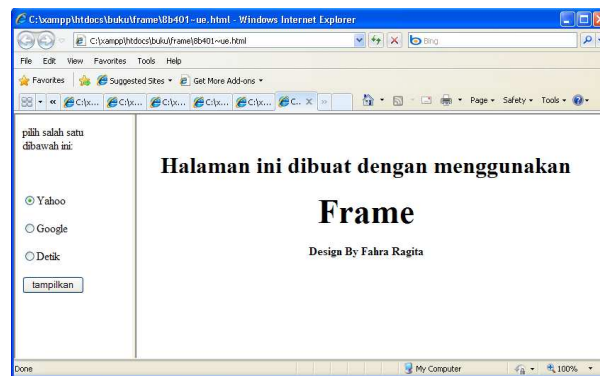 C:\xampp\htdocs\buku\frame\8b401~ue.html - Windows Internet Explorer
C:\xampp\htdocs\buku\frame\8b401~ue.html
Bing
File Edit View Favorites Tools Help
Favorites Suggested Sites Get More Add-ons
C:\x... C:\x... C:\x... C:\x... C:\x... C... Page Safety Tools
pilih salah satu
dibawah ini:
Yahoo
Google
Detik
tampilkan
Halaman ini dibuat dengan menggunakan
Frame
Design By Fahra Ragita
Done My Computer 100%